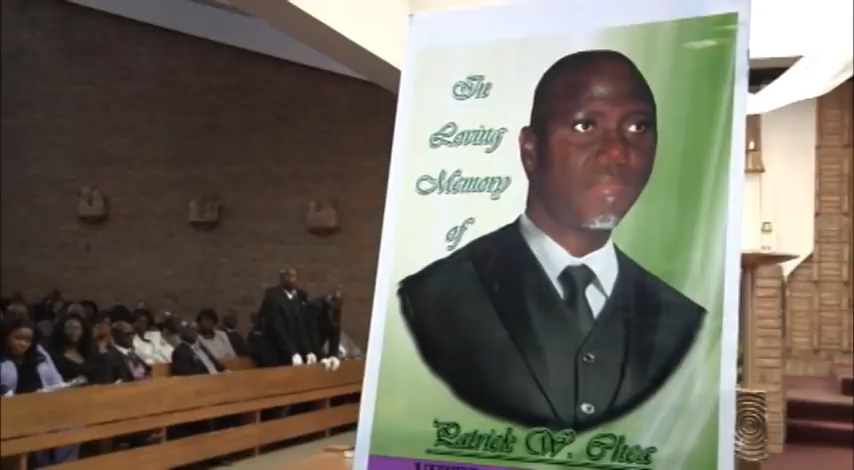 In
Loving
Memory
of
Patrick W. Chea